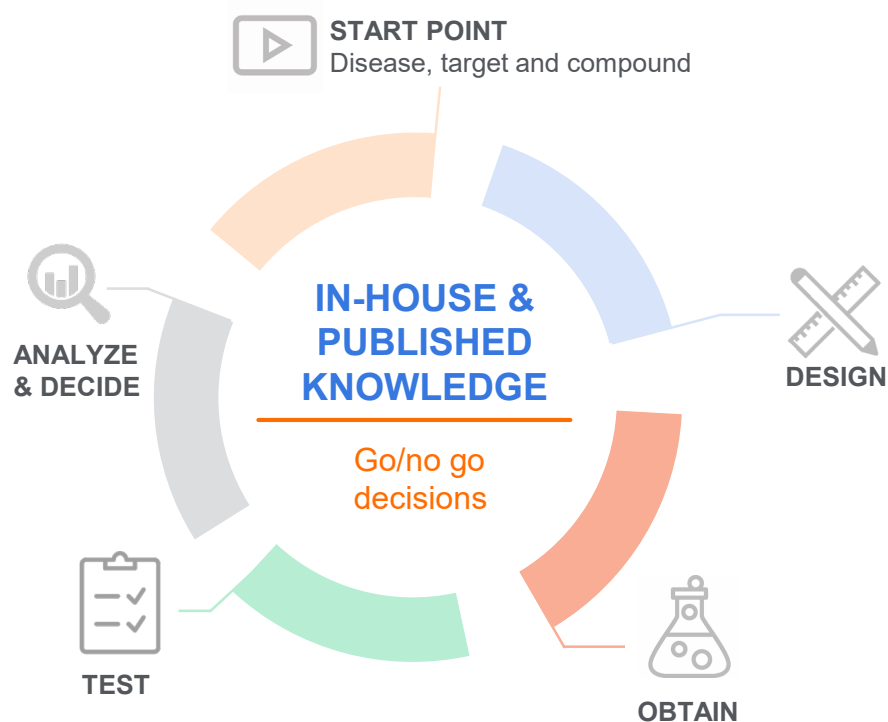 START POINT
Disease, target and compound
IN-HOUSE &
PUBLISHED
KNOWLEDGE
Go/no go
decisions
DESIGN
OBTAIN
TEST
ANALYZE
& DECIDE